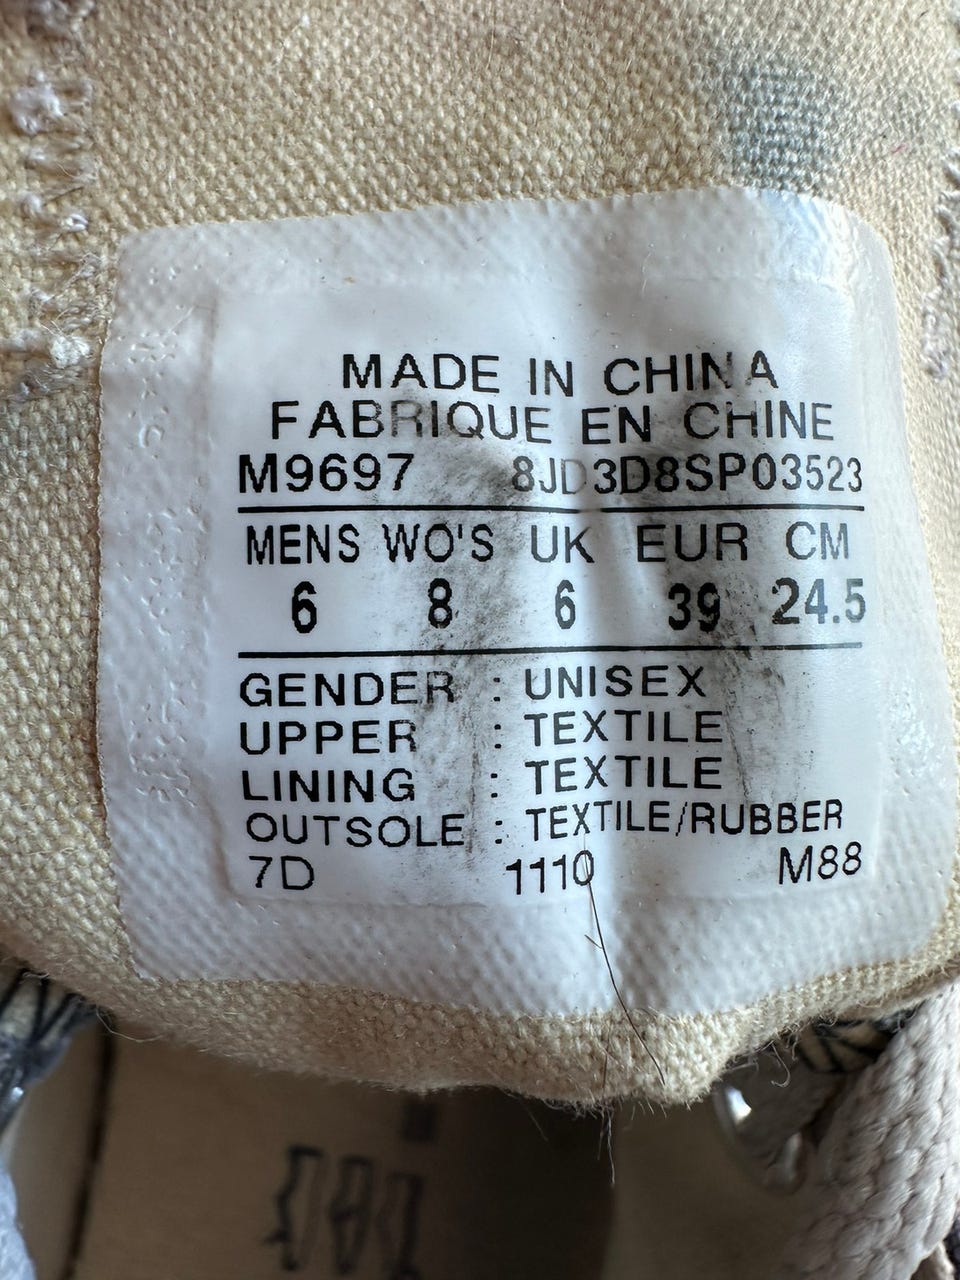 MADE IN CHINA
FABRIQUE EN CHINE
M9697 8JD3D8SP03523
MENS WO'S UK EUR CM
6 8 6 39 24.5
GENDER : UNISEX
UPPER : TEXTILE
LINING : TEXTILE
OUTSOLE : TEXTILE/RUBBER
7D 1110 M88